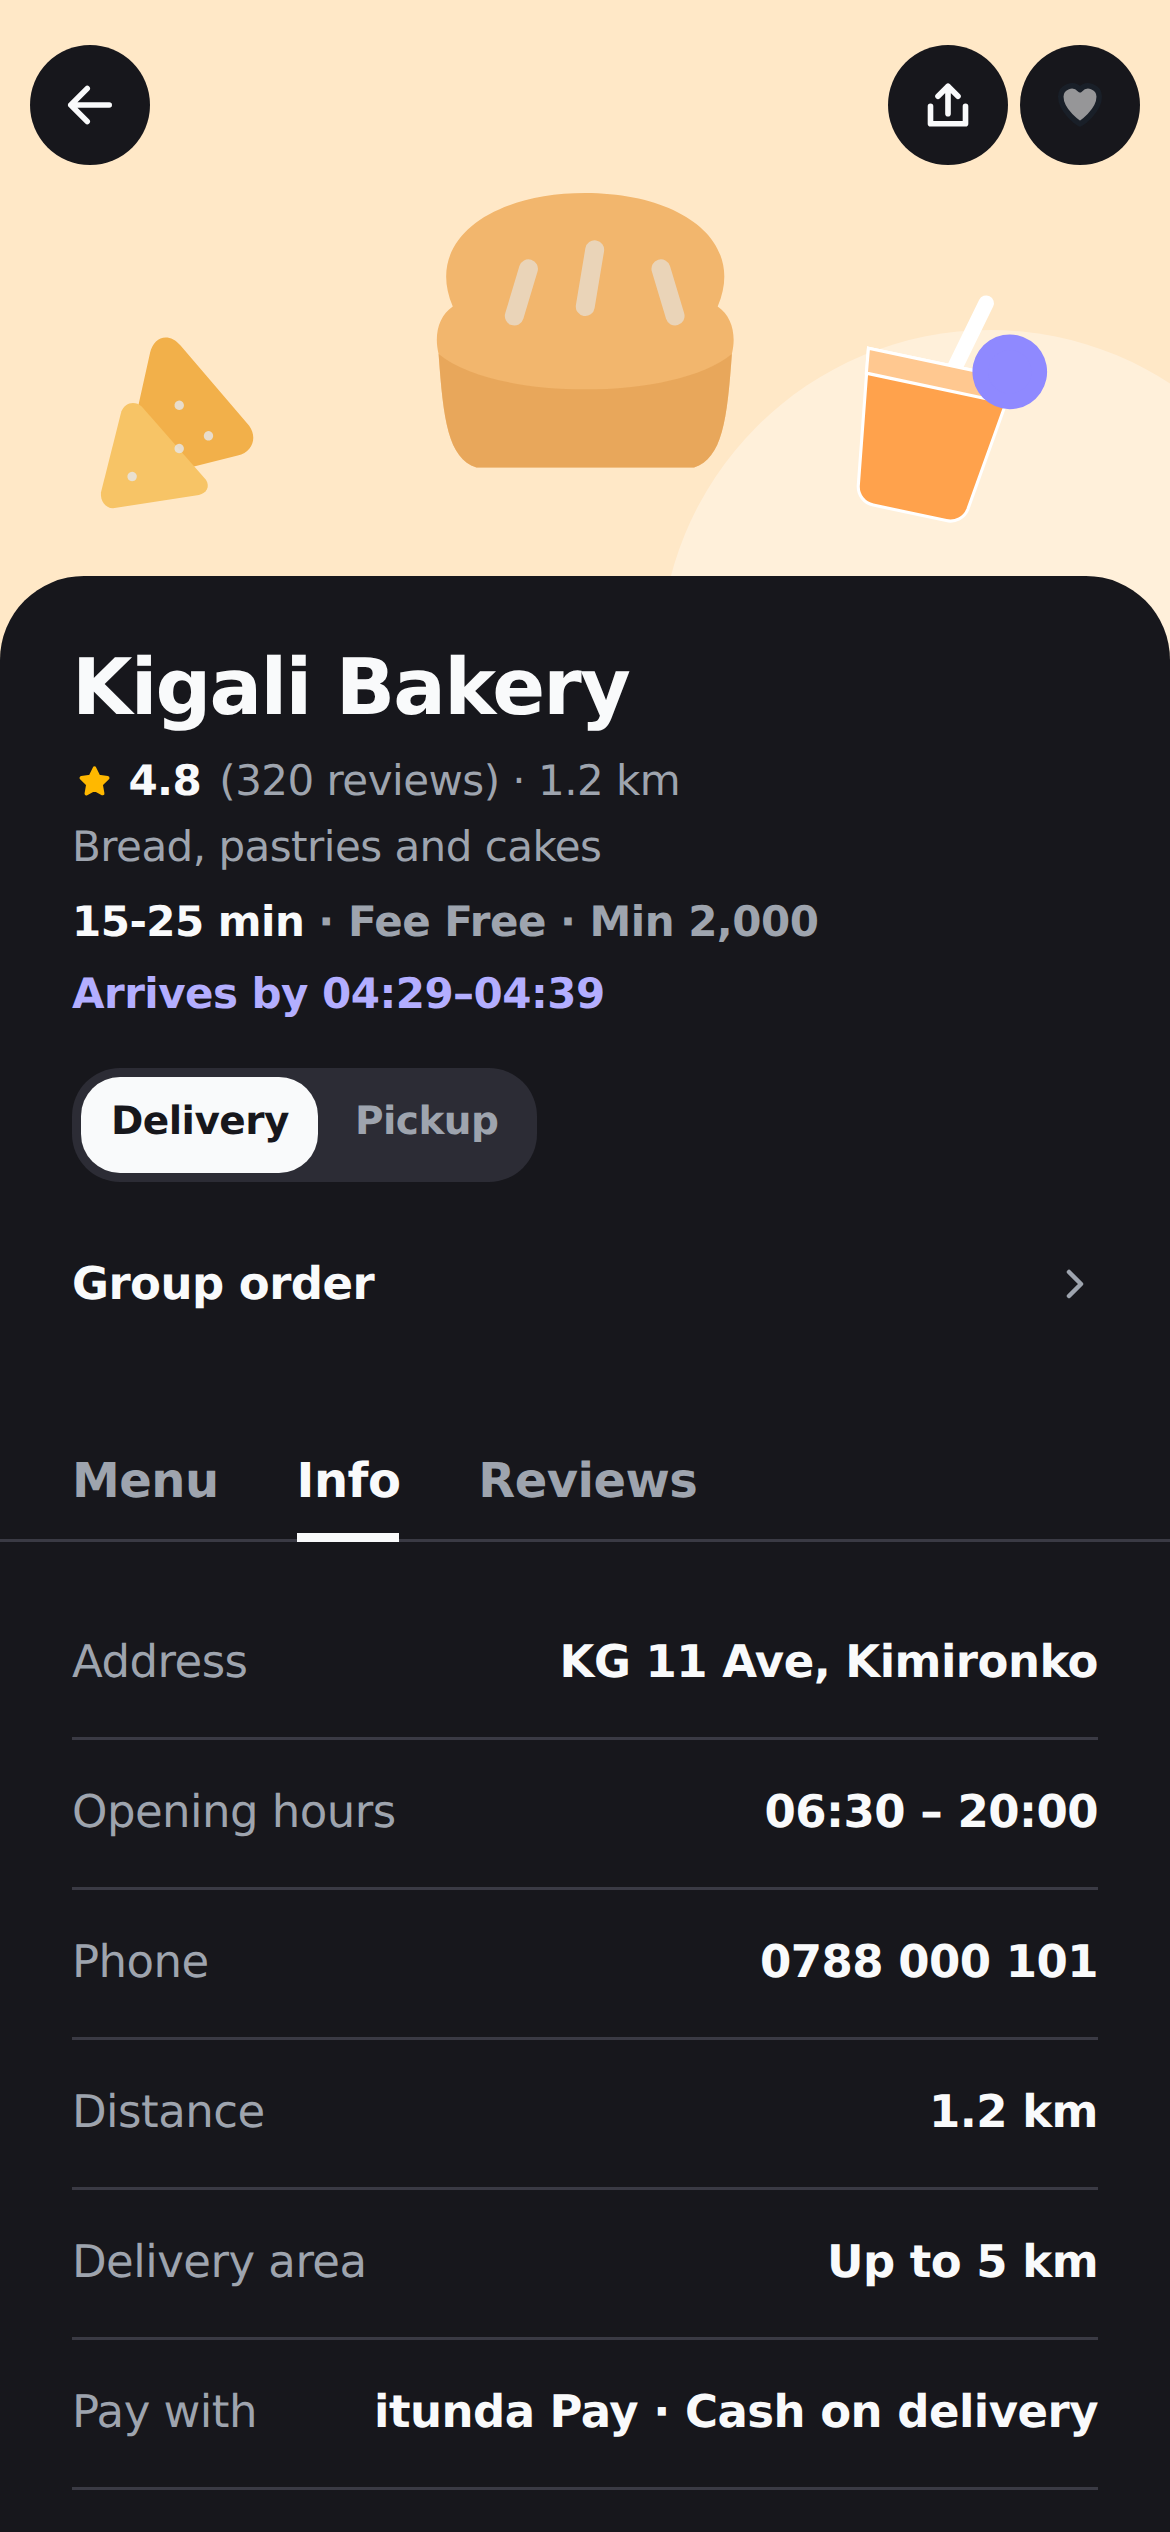 Kigali Bakery
4.8 (320 reviews) · 1.2 km
Bread, pastries and cakes
15-25 min · Fee Free · Min 2,000
Arrives by 04:29–04:39
Delivery Pickup
Group order
Menu Info Reviews
Address KG 11 Ave, Kimironko
Opening hours 06:30 – 20:00
Phone 0788 000 101
Distance 1.2 km
Delivery area Up to 5 km
Pay with itunda Pay · Cash on delivery